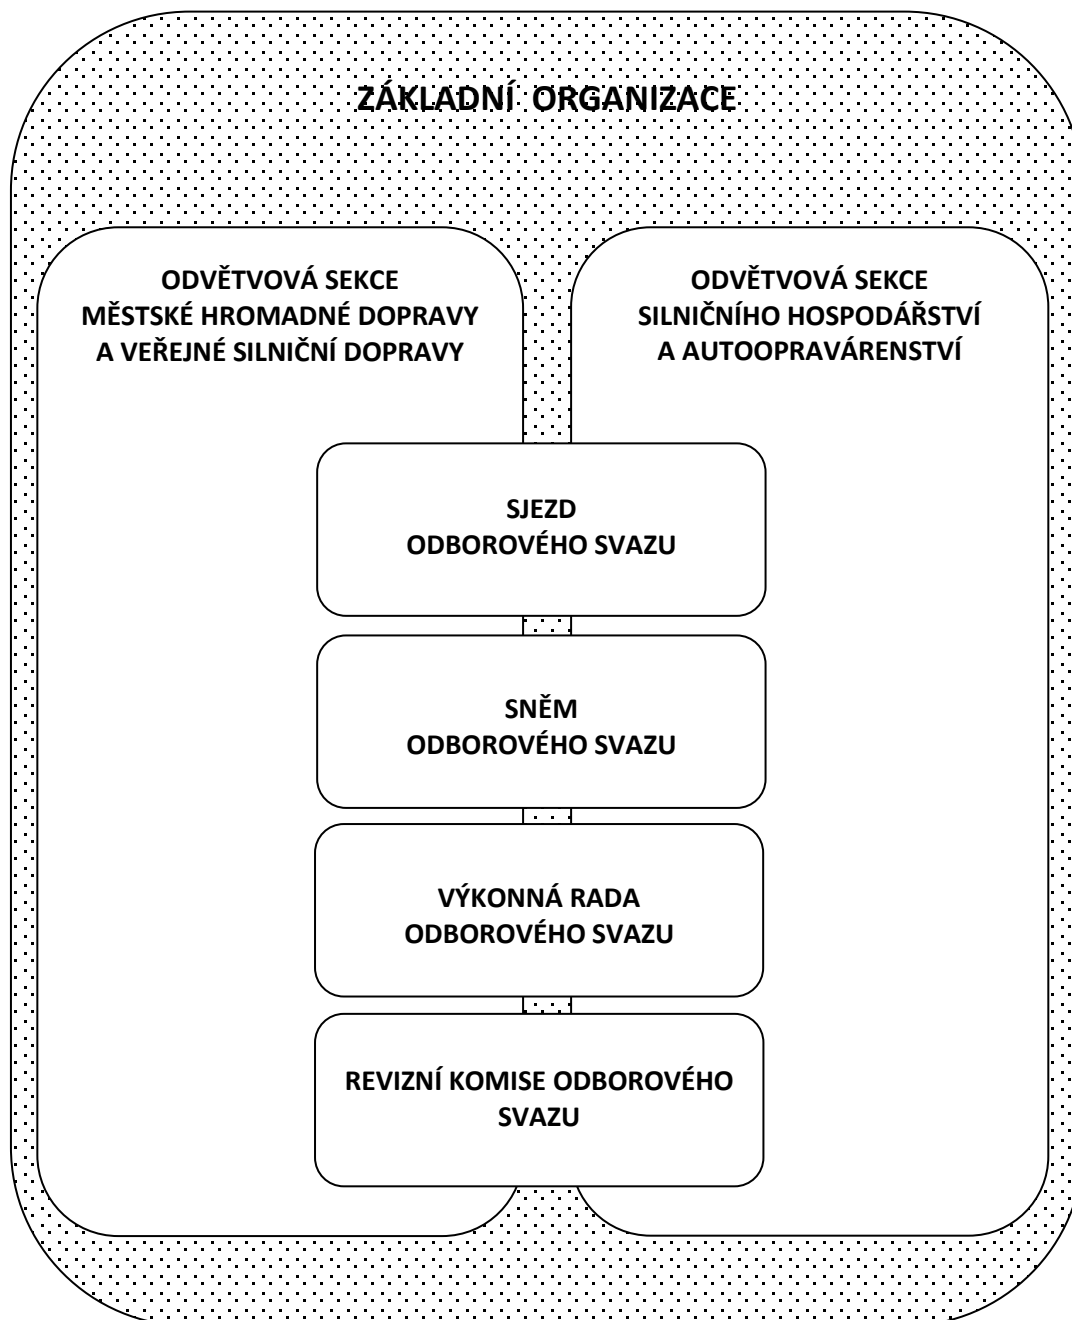 ZÁKLADNÍ ORGANIZACE
ODVĚTVOVÁ SEKCE
MĚSTSKÉ HROMADNÉ DOPRAVY
A VEŘEJNÉ SILNIČNÍ DOPRAVY
ODVĚTVOVÁ SEKCE
SILNIČNÍHO HOSPODÁŘSTVÍ
A AUTOOPRAVÁRENSTVÍ
SJEZD
ODBOROVÉHO SVAZU
SNĚM
ODBOROVÉHO SVAZU
VÝKONNÁ RADA
ODBOROVÉHO SVAZU
REVIZNÍ KOMISE ODBOROVÉHO
SVAZU